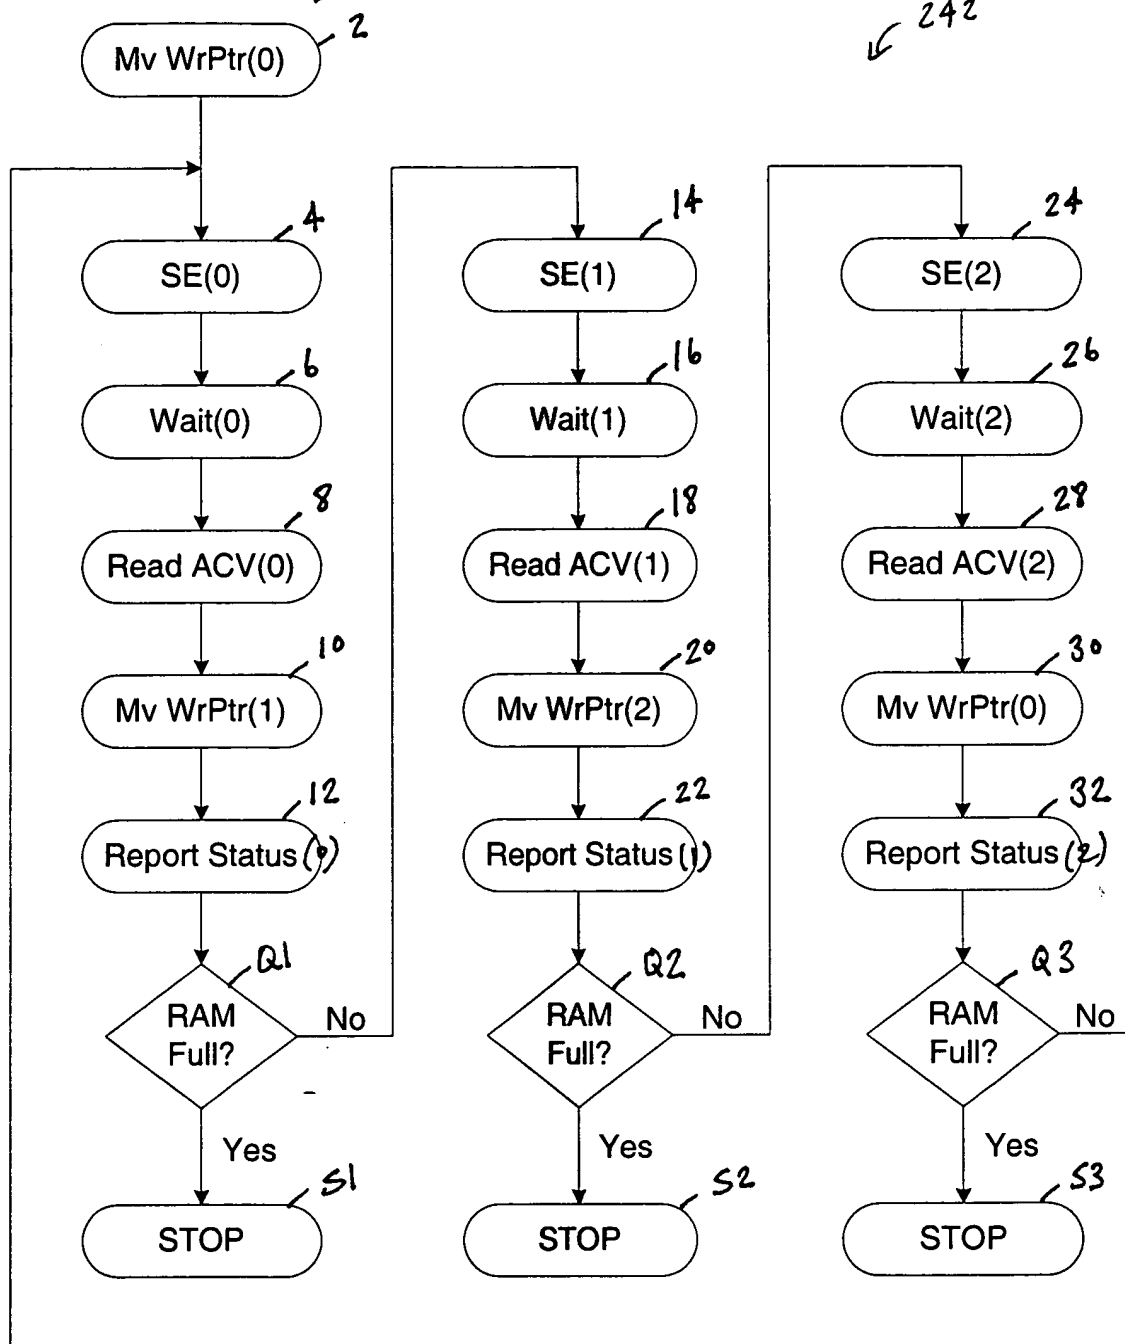 242
2
Mv WrPtr(0)
4
SE(0)
6
Wait(0)
8
Read ACV(0)
10
Mv WrPtr(1)
12
Report Status(0)
Q1
RAM
Full?
No
Yes
S1
STOP
14
SE(1)
16
Wait(1)
18
Read ACV(1)
20
Mv WrPtr(2)
22
Report Status(1)
Q2
RAM
Full?
No
Yes
S2
STOP
24
SE(2)
26
Wait(2)
28
Read ACV(2)
30
Mv WrPtr(0)
32
Report Status(2)
Q3
RAM
Full?
No
Yes
S3
STOP